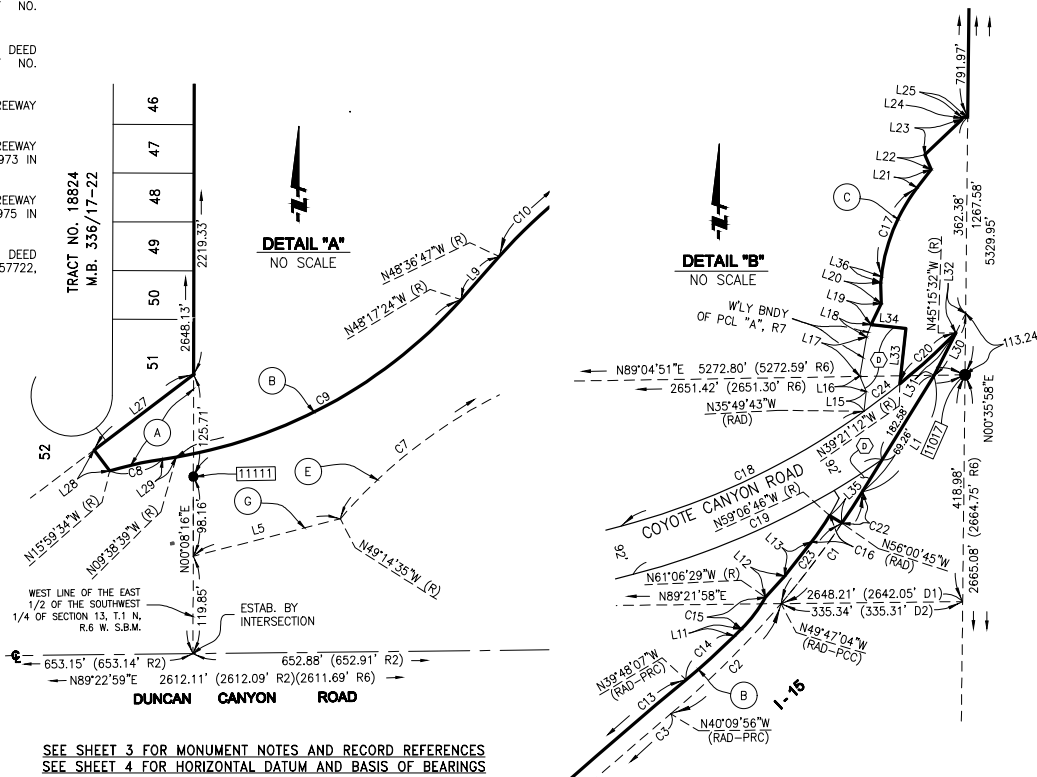 NO.
DEED
NO.
REEWAY
REEWAY
973 IN
REEWAY
975 IN
DEED
57722,
TRACT NO. 18824
M.B. 336/17-22
46
47
48
49
50
51
52
2219.33'
2648.13'
DETAIL "A"
NO SCALE
N48°36'47"W (R)
N48°17'24"W (R)
L9
C10
B
C9
L27
A
125.71'
C8
L28
L29
11111
E
C7
G
L5
N15°59'34"W (R)
N09°38'39"W (R)
N00°08'16"E
98.16'
N49°14'35"W (R)
WEST LINE OF THE EAST
1/2 OF THE SOUTHWEST
1/4 OF SECTION 13, T.1 N,
R.6 W. S.B.M.
119.85'
ESTAB. BY
INTERSECTION
653.15' (653.14' R2)
652.88' (652.91' R2)
N89°22'59"E 2612.11' (2612.09' R2)(2611.69' R6)
DUNCAN CANYON ROAD
SEE SHEET 3 FOR MONUMENT NOTES AND RECORD REFERENCES
SEE SHEET 4 FOR HORIZONTAL DATUM AND BASIS OF BEARINGS
791.97'
L25
L24
L23
L22
L21
C
C17
362.38'
1267.58'
5329.95'
DETAIL "B"
NO SCALE
L36
L20
L19
L18
L34
N45°15'32"W (R)
L32
W'LY BNDY
OF PCL "A", R7
L17
D
L33
C20
L30
113.24
N89°04'51"E 5272.80' (5272.59' R6)
2651.42' (2651.30' R6)
L16
L15
C24
L31
N35°49'43"W
(RAD)
N39°21'12"W (R)
182.58'
69.26'
L1
11017
N00°35'58"E
92'
D
C18
COYOTE CANYON ROAD
N59°06'46"W (R)
C19
L35
418.98'
2665.08' (2664.75' R6)
92'
C22
L13
C1
C16
N56°00'45"W
(RAD)
L12
C23
N61°06'29"W (R)
N89°21'58"E
2648.21' (2642.05' D1)
335.34' (335.31' D2)
C15
L11
N49°47'04"W
(RAD-PCC)
C14
C2
N39°48'07"W
(RAD-PRC)
C13
B
I-15
C3
N40°09'56"W
(RAD-PRC)